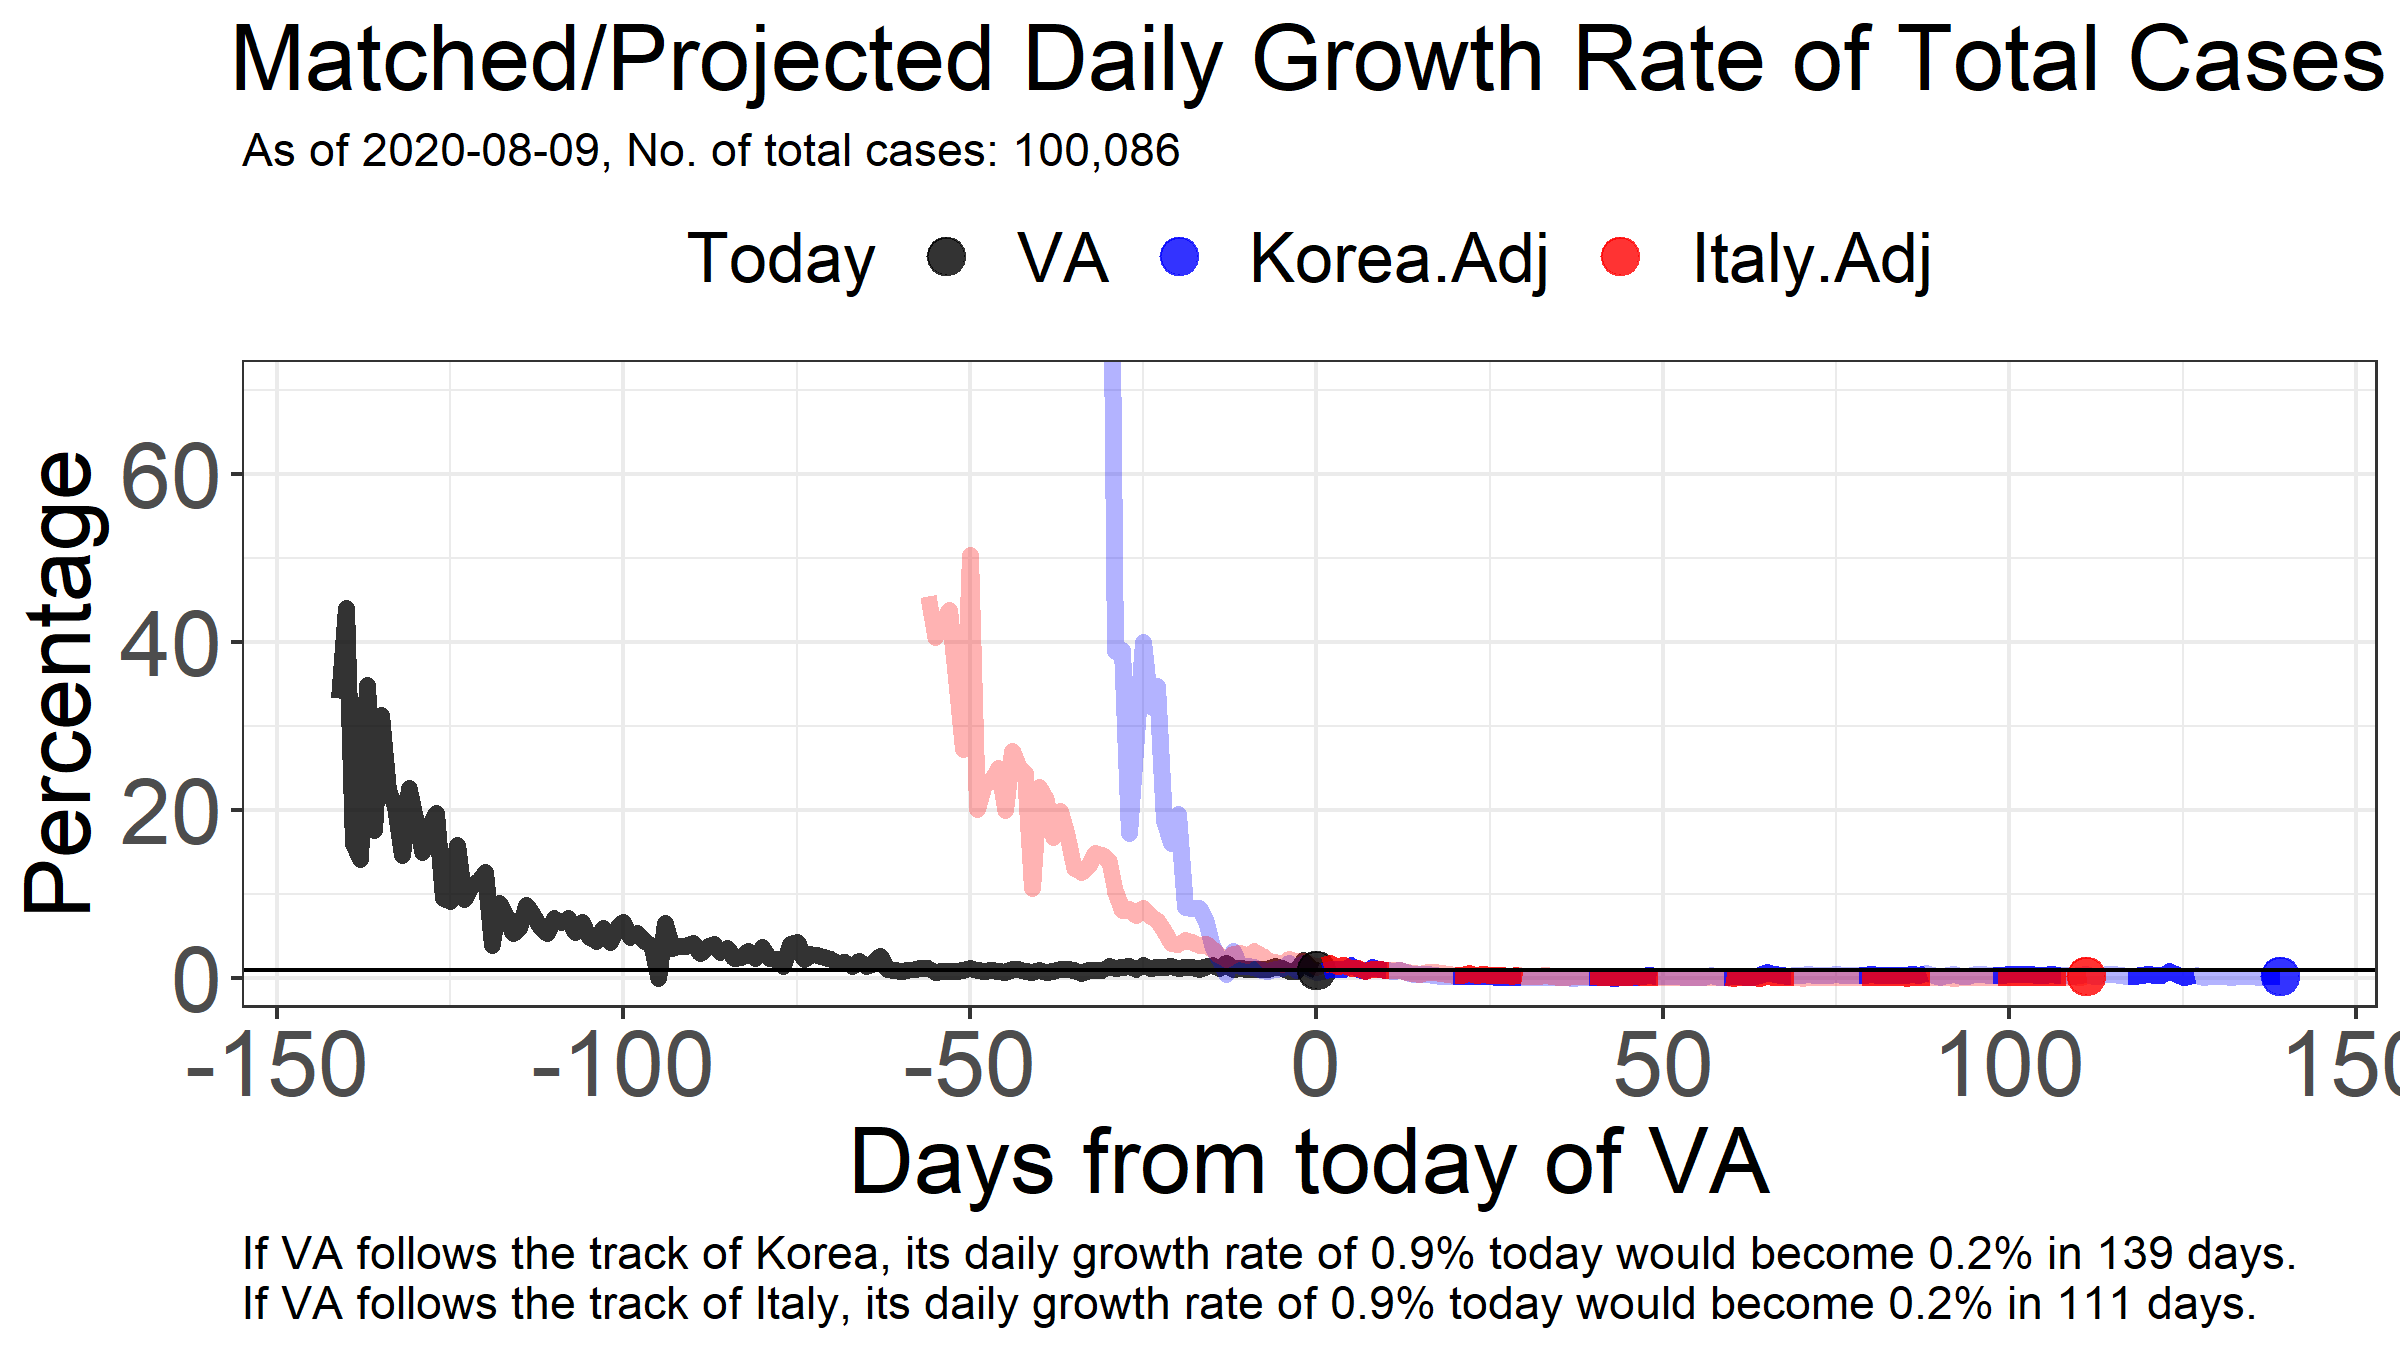 Matched/Projected Daily Growth Rate of Total Cases
As of 2020-08-09, No. of total cases: 100,086
Today VA Korea.Adj Italy.Adj
Percentage
60
40
20
0
-150 -100 -50 0 50 100 150
Days from today of VA
If VA follows the track of Korea, its daily growth rate of 0.9% today would become 0.2% in 139 days.
If VA follows the track of Italy, its daily growth rate of 0.9% today would become 0.2% in 111 days.